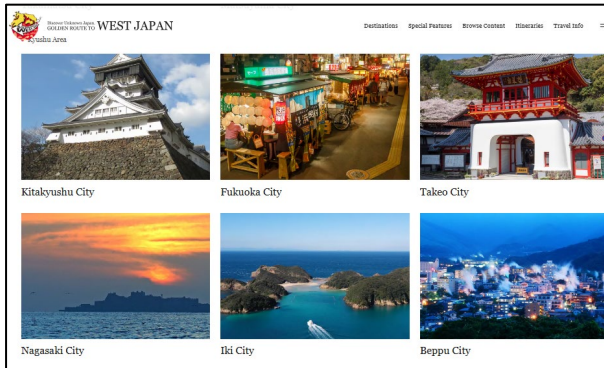 Discover Unknown Japan
GOLDEN ROUTE TO WEST JAPAN
Destinations Special Features Browse Content Itineraries Travel Info
Kyushu Area
Kitakyushu City
Fukuoka City
Takeo City
Nagasaki City
Iki City
Beppu City